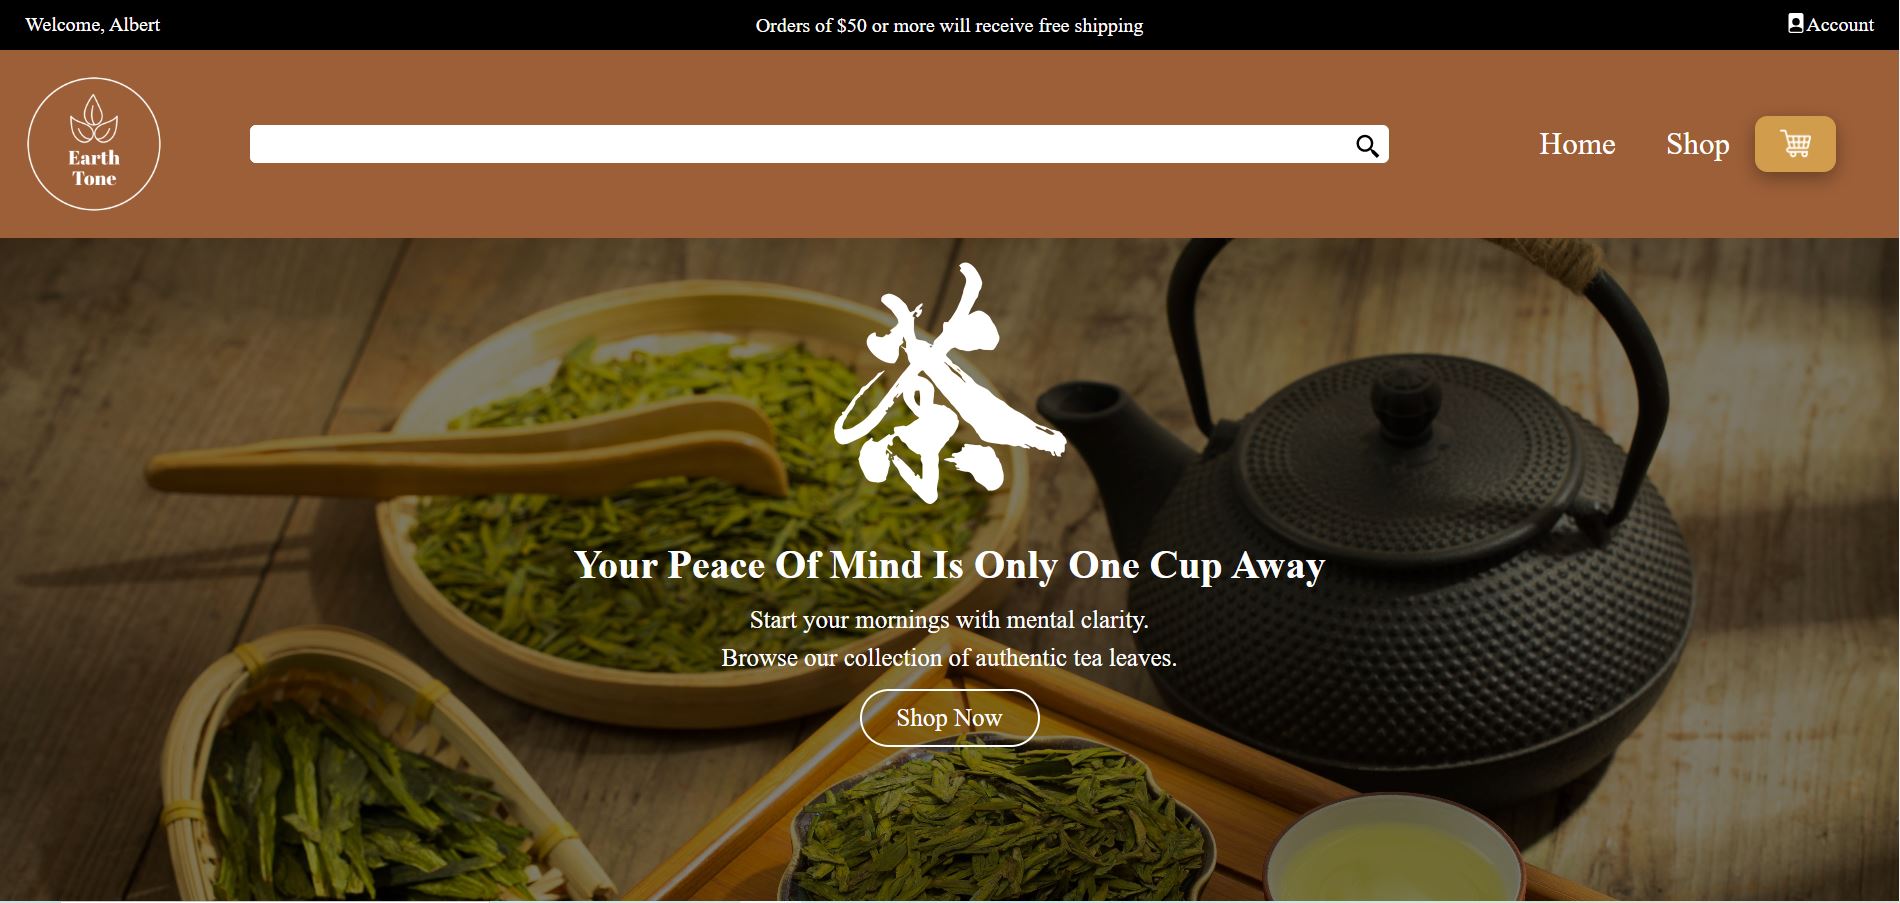 Welcome, Albert
Orders of $50 or more will receive free shipping
Account
Earth
Tone
Home
Shop
茶
Your Peace Of Mind Is Only One Cup Away
Start your mornings with mental clarity.
Browse our collection of authentic tea leaves.
Shop Now